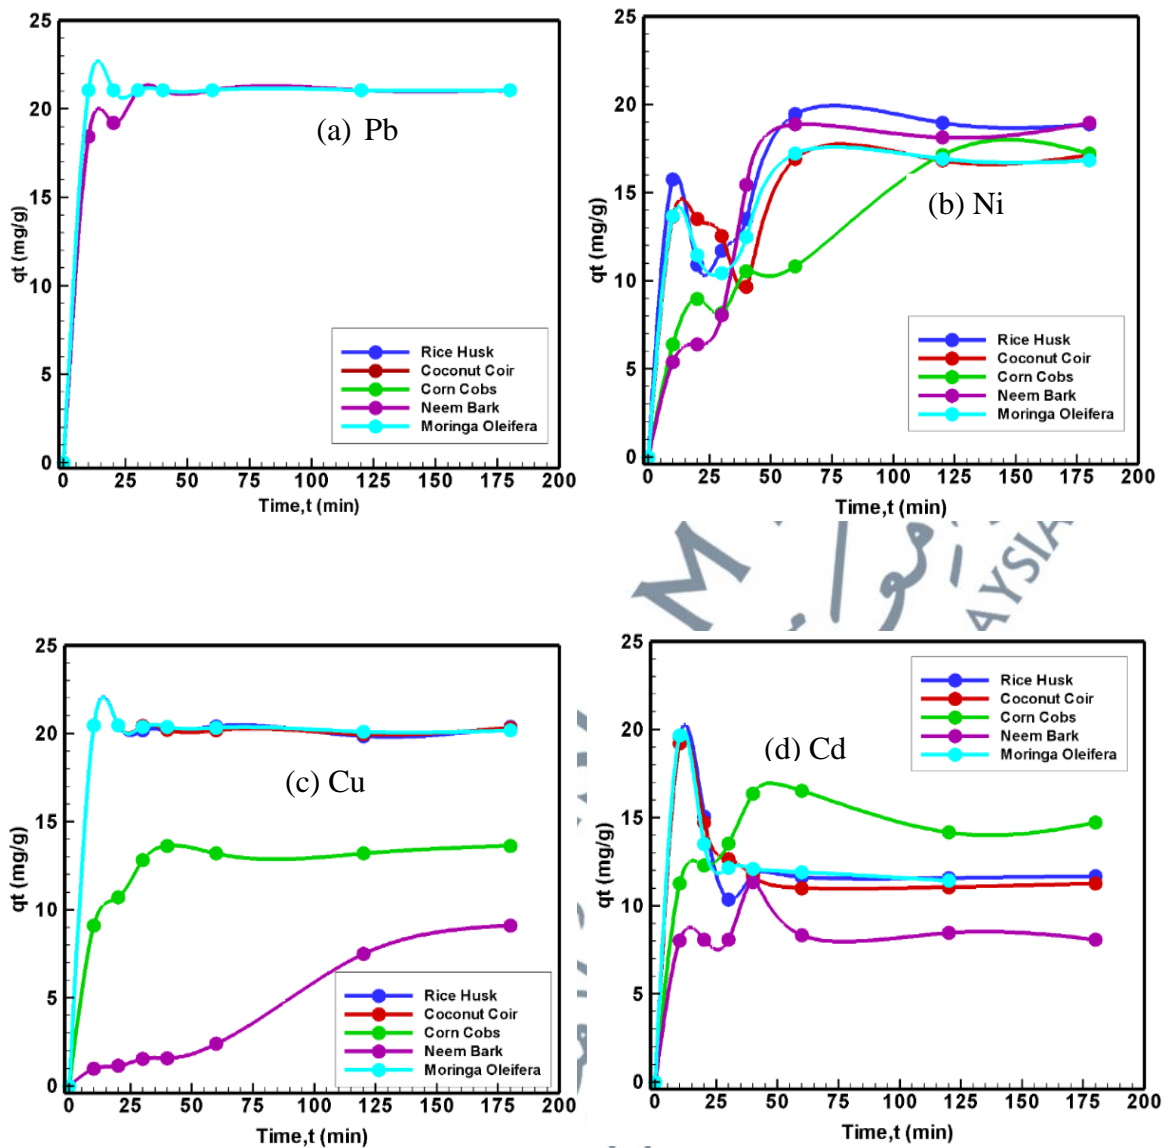 25
20
15
10
5
0
qt (mg/g)
(a) Pb
Rice Husk
Coconut Coir
Corn Cobs
Neem Bark
Moringa Oleifera
0 25 50 75 100 125 150 175 200
Time,t (min)
25
20
15
10
5
0
qt (mg/g)
(b) Ni
Rice Husk
Coconut Coir
Corn Cobs
Neem Bark
Moringa Oleifera
0 25 50 75 100 125 150 175 200
Time,t (min)
M
AYSIA
25
20
15
10
5
0
qt (mg/g)
(c) Cu
Rice Husk
Coconut Coir
Corn Cobs
Neem Bark
Moringa Oleifera
0 25 50 75 100 125 150 175 200
Time,t (min)
25
20
15
10
5
0
qt (mg/g)
Rice Husk
Coconut Coir
Corn Cobs
Neem Bark
Moringa Oleifera
(d) Cd
0 25 50 75 100 125 150 175 200
Time,t (min)